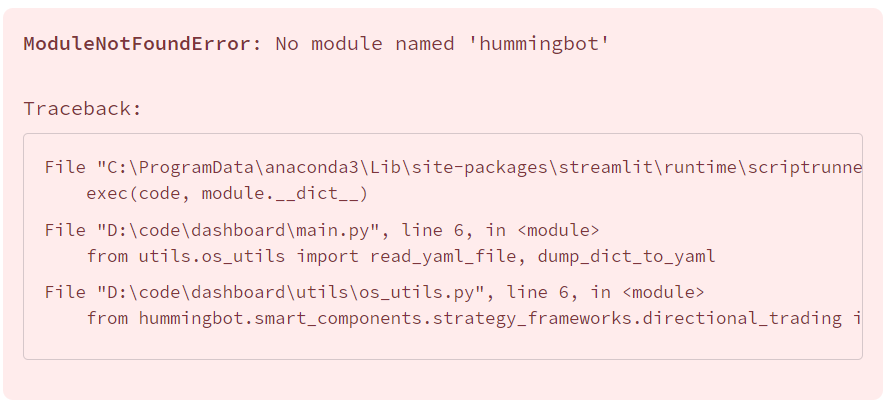 ModuleNotFoundError: No module named 'hummingbot'
Traceback:
File "C:\ProgramData\anaconda3\Lib\site-packages\streamlit\runtime\scriptrunne
exec(code, module.__dict__)
File "D:\code\dashboard\main.py", line 6, in <module>
from utils.os_utils import read_yaml_file, dump_dict_to_yaml
File "D:\code\dashboard\utils\os_utils.py", line 6, in <module>
from hummingbot.smart_components.strategy_frameworks.directional_trading i